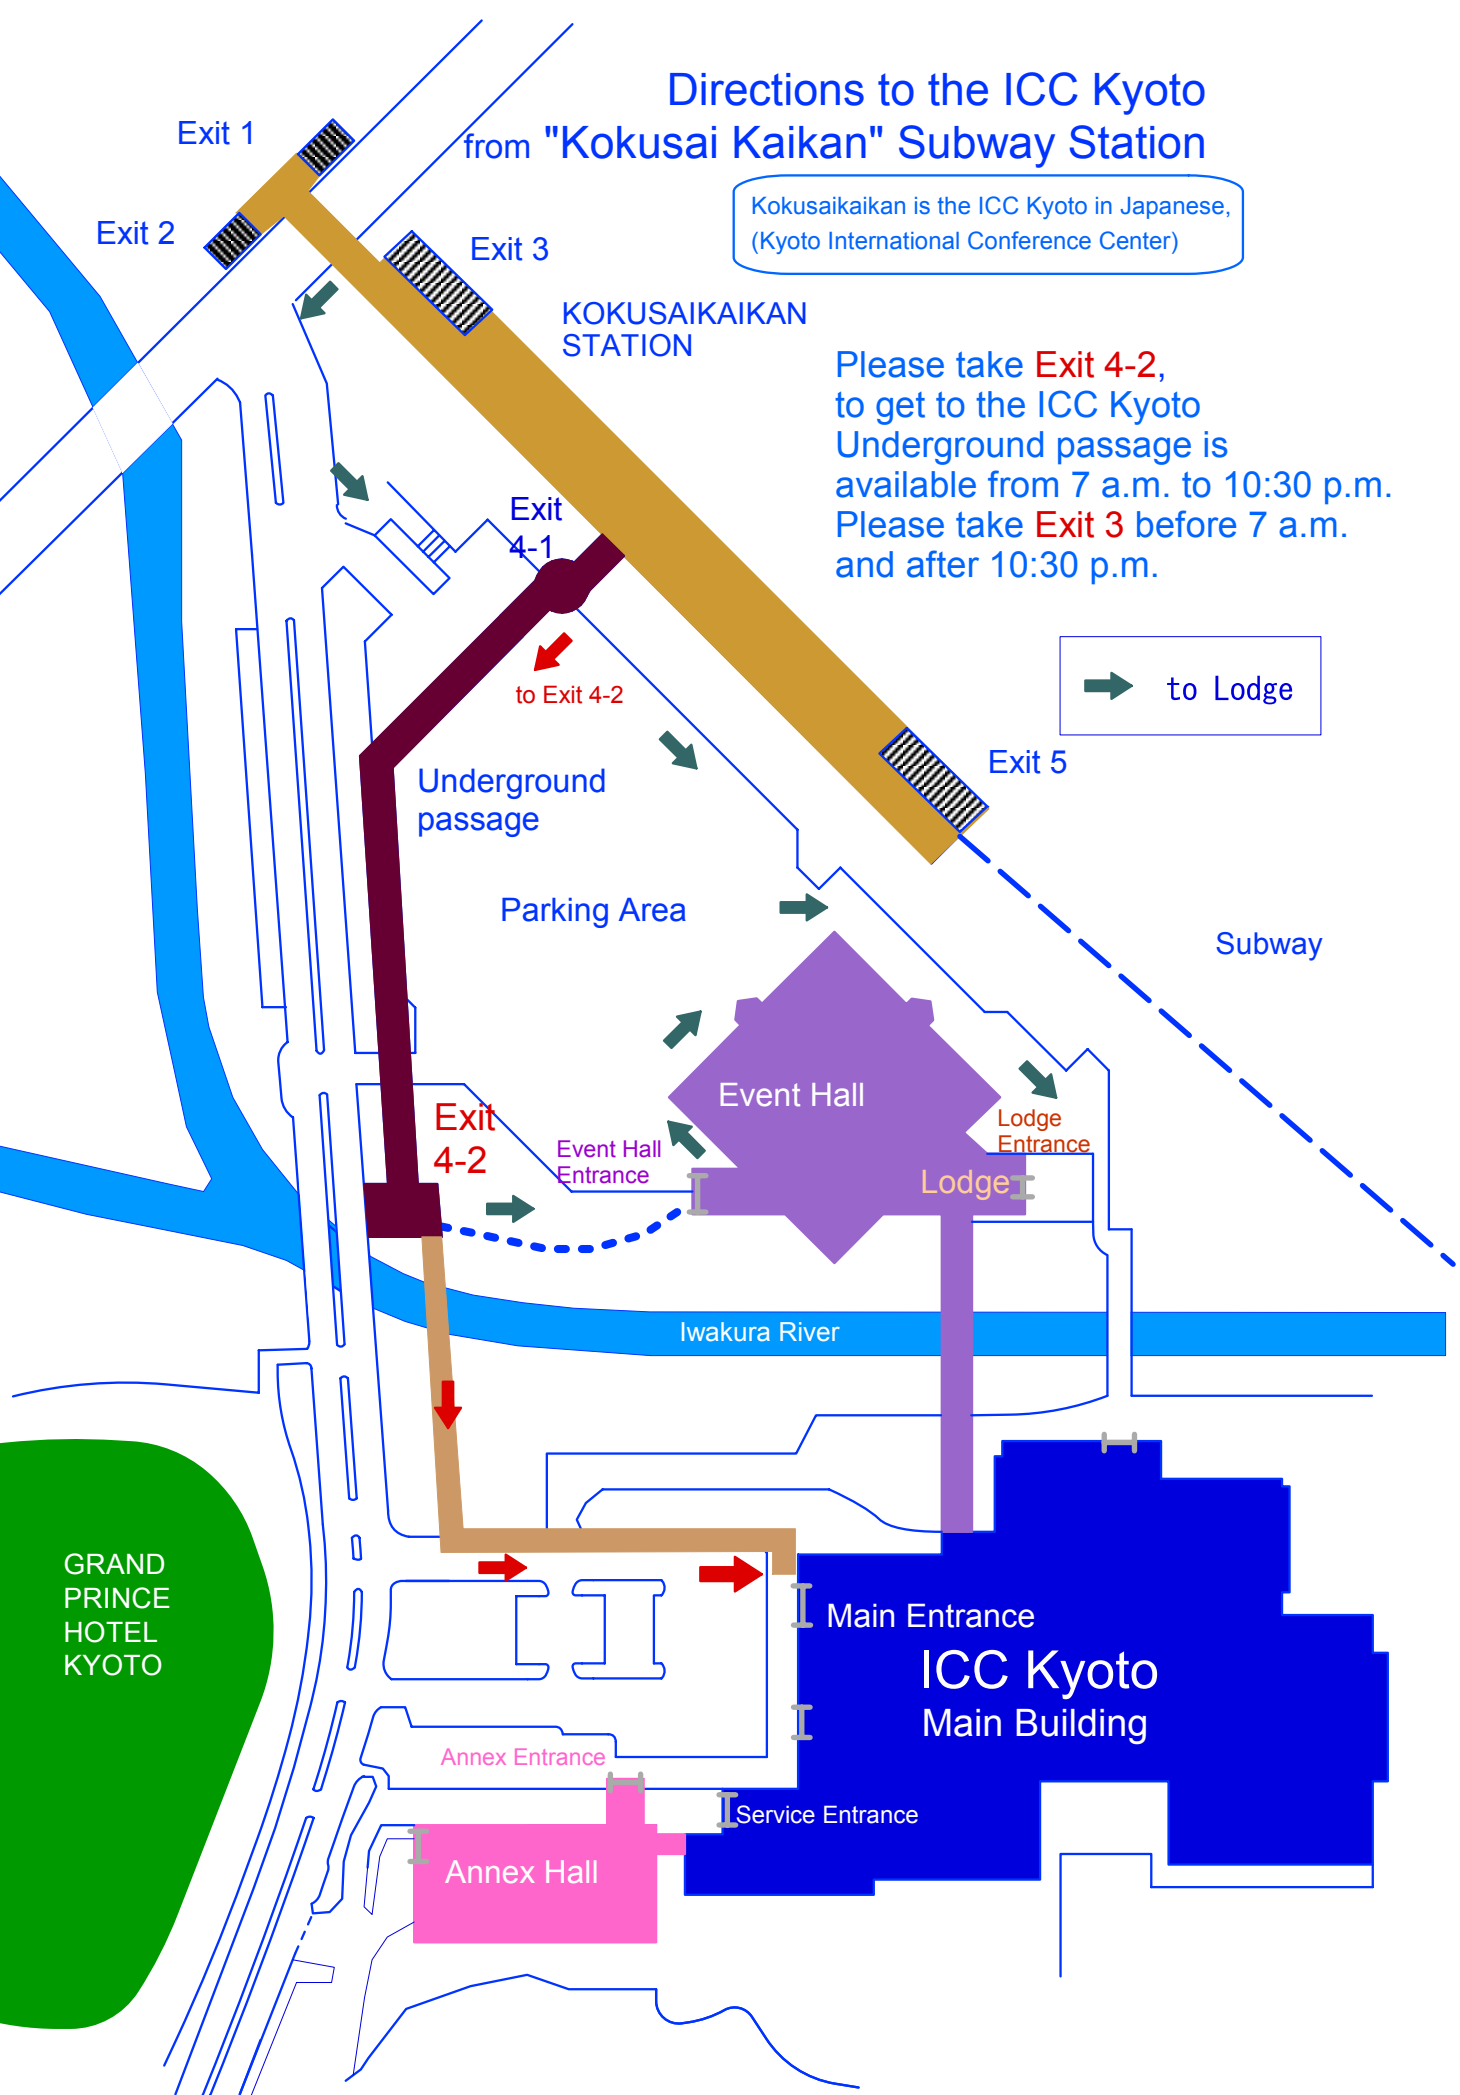 Directions to the ICC Kyoto
from "Kokusai Kaikan" Subway Station
Kokusaikaikan is the ICC Kyoto in Japanese,
(Kyoto International Conference Center)
Exit 1
Exit 2
Exit 3
KOKUSAIKAIKAN
STATION
Please take Exit 4-2,
to get to the ICC Kyoto
Underground passage is
available from 7 a.m. to 10:30 p.m.
Please take Exit 3 before 7 a.m.
and after 10:30 p.m.
Exit
4-1
to Exit 4-2
to Lodge
Exit 5
Underground
passage
Parking Area
Subway
Event Hall
Exit
4-2
Event Hall
Entrance
Lodge
Entrance
Lodge
Iwakura River
GRAND
PRINCE
HOTEL
KYOTO
Main Entrance
ICC Kyoto
Main Building
Annex Entrance
Service Entrance
Annex Hall